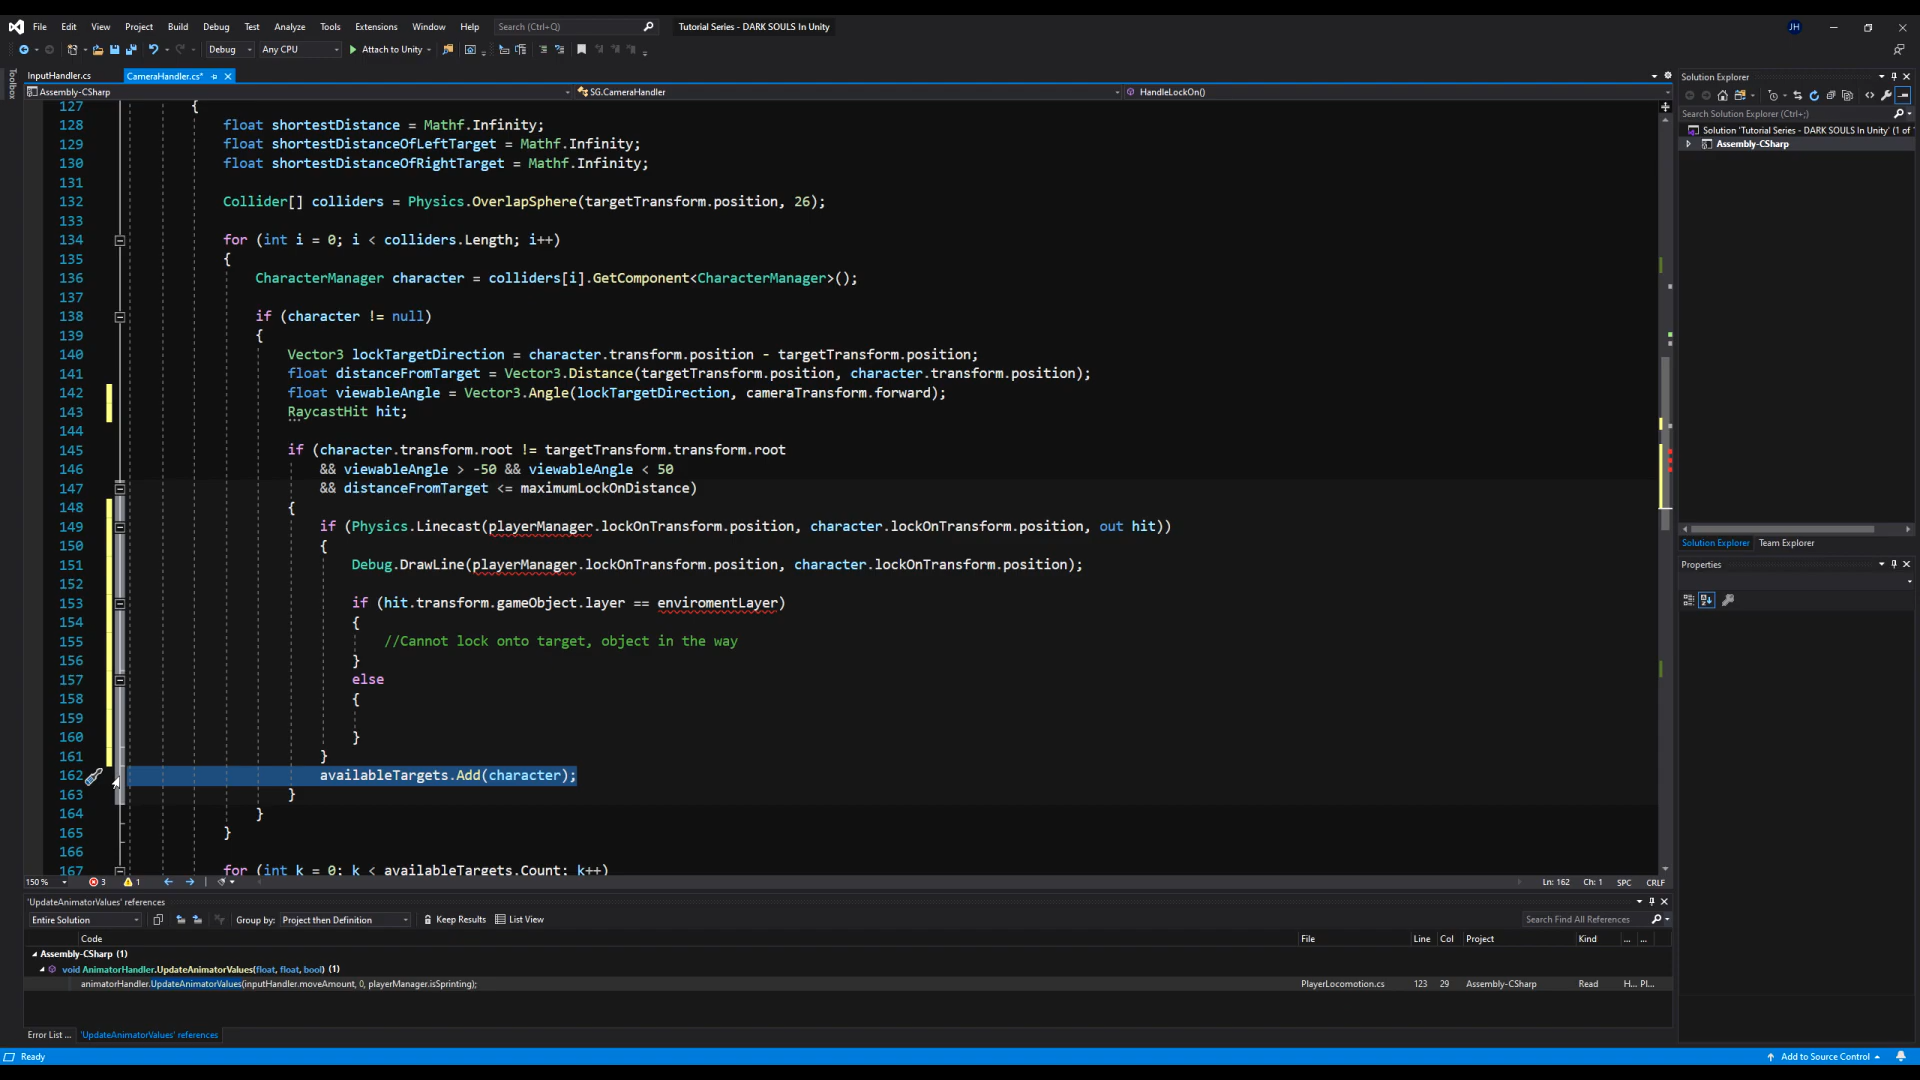 File Edit View Project Build Debug Test Analyze Tools Extensions Window Help Search (Ctrl+Q) Tutorial Series - DARK SOULS In Unity JH
Debug Any CPU Attach to Unity
Toolbox
InputHandler.cs CameraHandler.cs*
Assembly-CSharp SG.CameraHandler HandleLockOn()
127 {
128 float shortestDistance = Mathf.Infinity;
129 float shortestDistanceOfLeftTarget = Mathf.Infinity;
130 float shortestDistanceOfRightTarget = Mathf.Infinity;
131
132 Collider[] colliders = Physics.OverlapSphere(targetTransform.position, 26);
133
134 for (int i = 0; i < colliders.Length; i++)
135 {
136 CharacterManager character = colliders[i].GetComponent<CharacterManager>();
137
138 if (character != null)
139 {
140 Vector3 lockTargetDirection = character.transform.position - targetTransform.position;
141 float distanceFromTarget = Vector3.Distance(targetTransform.position, character.transform.position);
142 float viewableAngle = Vector3.Angle(lockTargetDirection, cameraTransform.forward);
143 RaycastHit hit;
144
145 if (character.transform.root != targetTransform.transform.root
146 && viewableAngle > -50 && viewableAngle < 50
147 && distanceFromTarget <= maximumLockOnDistance)
148 {
149 if (Physics.Linecast(playerManager.lockOnTransform.position, character.lockOnTransform.position, out hit))
150 {
151 Debug.DrawLine(playerManager.lockOnTransform.position, character.lockOnTransform.position);
152
153 if (hit.transform.gameObject.layer == enviromentLayer)
154 {
155 //Cannot lock onto target, object in the way
156 }
157 else
158 {
159
160 }
161 }
162 availableTargets.Add(character);
163 }
164 }
165 }
166
167 for (int k = 0; k < availableTargets.Count; k++)
150 % 3 1 Ln: 162 Ch: 1 SPC CRLF
'UpdateAnimatorValues' references
Entire Solution Group by: Project then Definition Keep Results List View Search Find All References
Code File Line Col Project Kind ... ...
Assembly-CSharp (1)
void AnimatorHandler.UpdateAnimatorValues(float, float, bool) (1)
animatorHandler.UpdateAnimatorValues(inputHandler.moveAmount, 0, playerManager.isSprinting); PlayerLocomotion.cs 123 29 Assembly-CSharp Read H... Pl...
Error List ... 'UpdateAnimatorValues' references
Ready Add to Source Control
Solution Explorer
Search Solution Explorer (Ctrl+;)
Solution 'Tutorial Series - DARK SOULS In Unity' (1 of
Assembly-CSharp
Solution Explorer Team Explorer
Properties